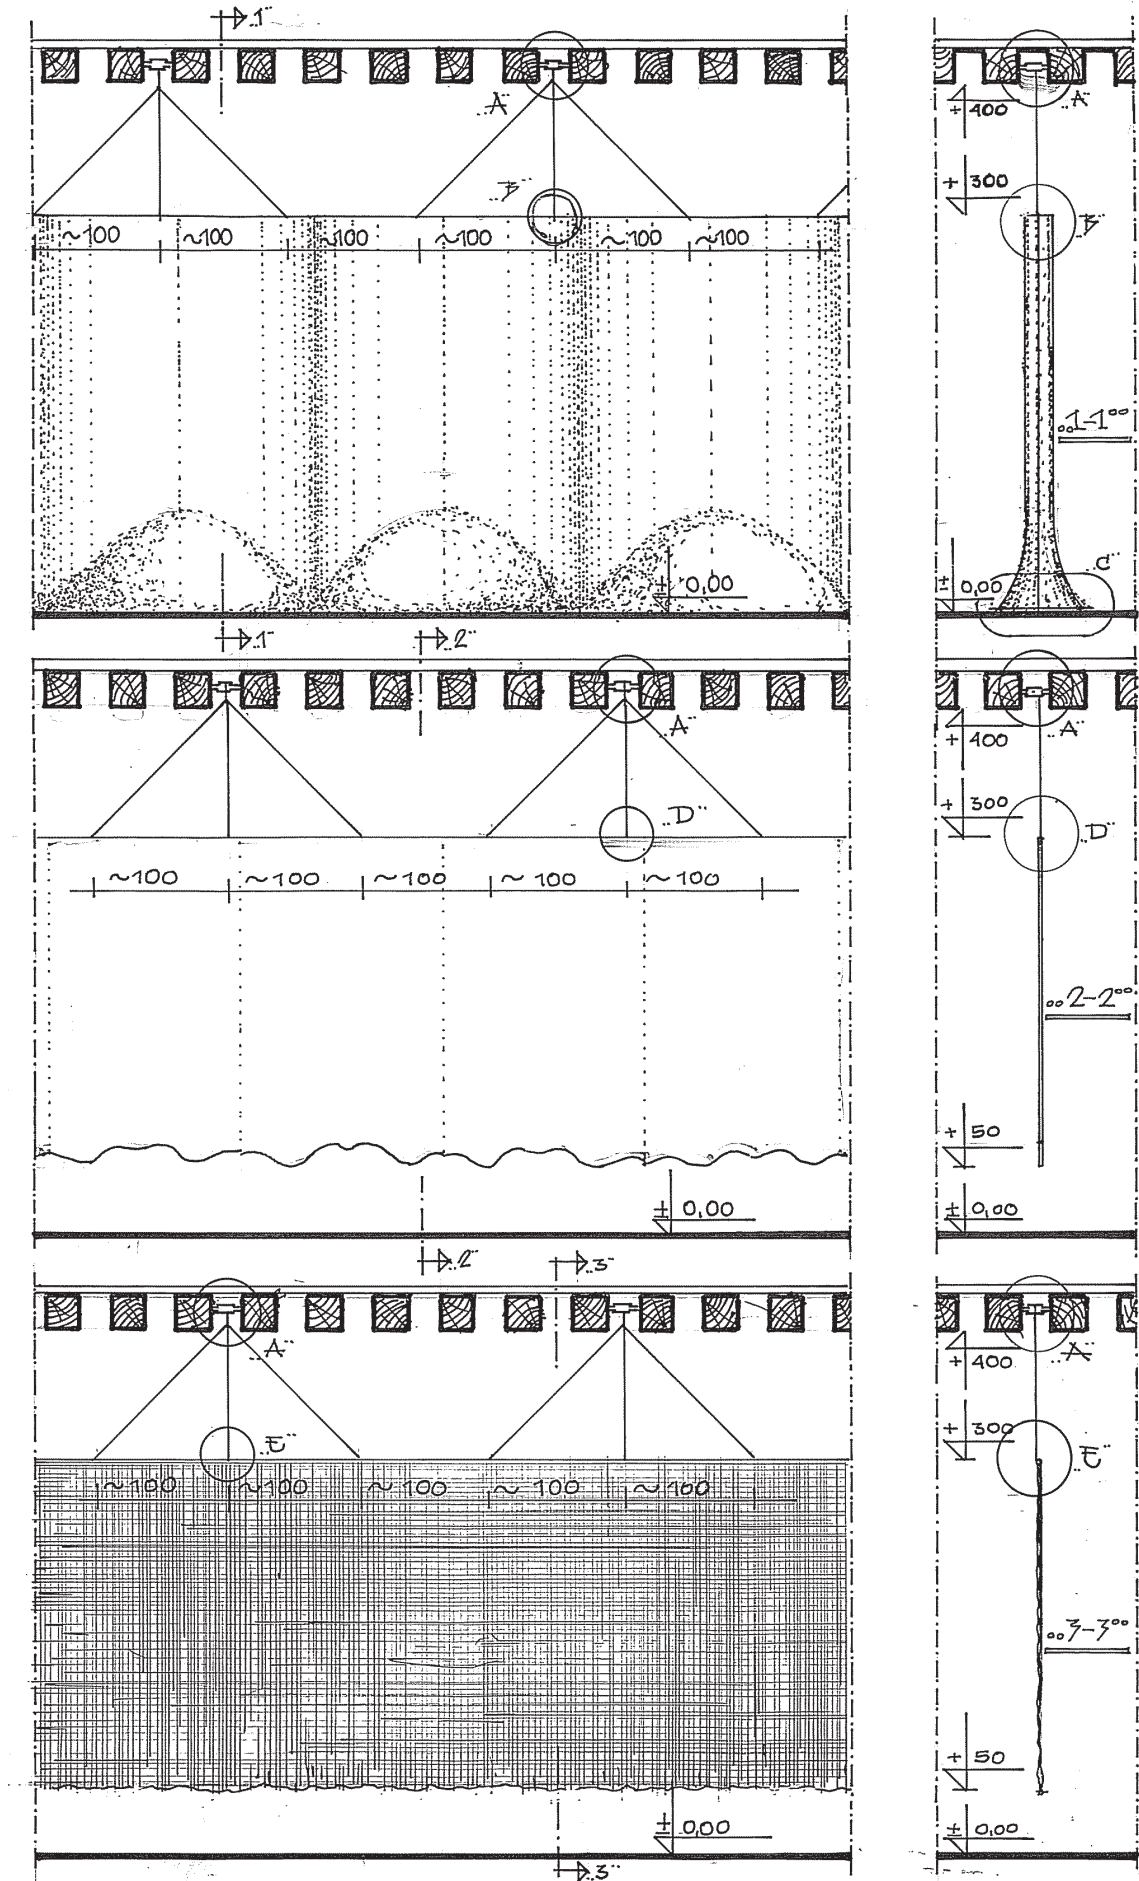 „1"
„A"
„A"
+ 400
„B"
+ 300
„B"
~100 ~100 ~100 ~100 ~100 ~100
„1-1"
„C"
± 0,00
± 0,00
„1" „2"
„A"
„A"
+ 400
„D"
+ 300
„D"
~100 ~100 ~100 ~100 ~100
„2-2"
+ 50
± 0,00
± 0,00
„2" „3"
„A"
„A"
+ 400
„E"
+ 300
„E"
~100 ~100 ~100 ~100 ~100
„3-3"
+ 50
± 0,00
± 0,00
„3"